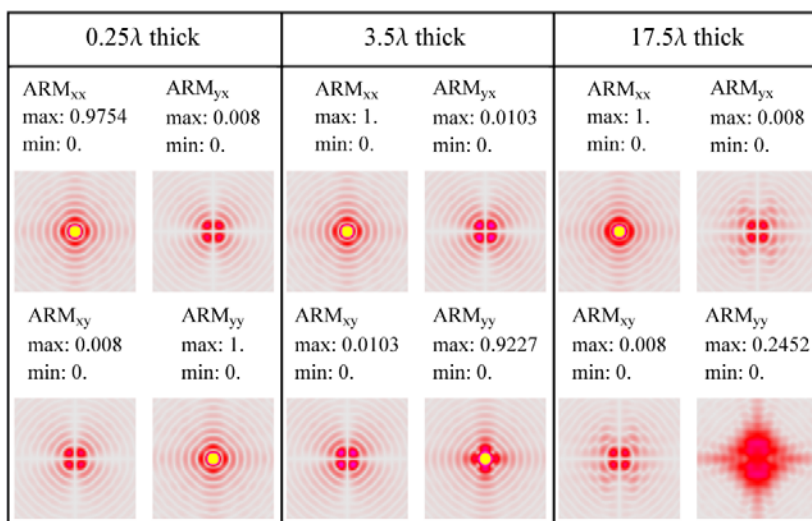 0.25λ thick 3.5λ thick 17.5λ thick
ARMxx ARMyx ARMxx ARMyx ARMxx ARMyx
max: 0.9754 max: 0.008 max: 1. max: 0.0103 max: 1. max: 0.008
min: 0. min: 0. min: 0. min: 0. min: 0. min: 0.
ARMxy ARMyy ARMxy ARMyy ARMxy ARMyy
max: 0.008 max: 1. max: 0.0103 max: 0.9227 max: 0.008 max: 0.2452
min: 0. min: 0. min: 0. min: 0. min: 0. min: 0.